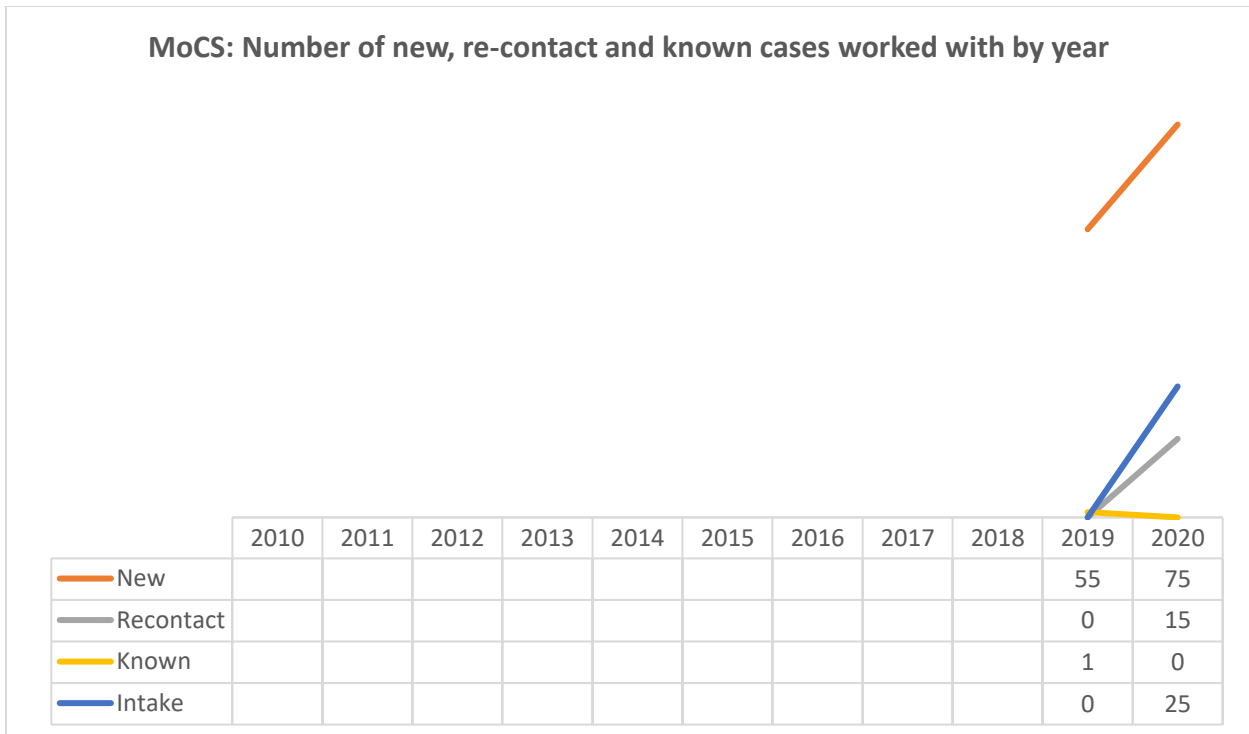 MoCS: Number of new, re-contact and known cases worked with by year
2010 2011 2012 2013 2014 2015 2016 2017 2018 2019 2020
New 55 75
Recontact 0 15
Known 1 0
Intake 0 25